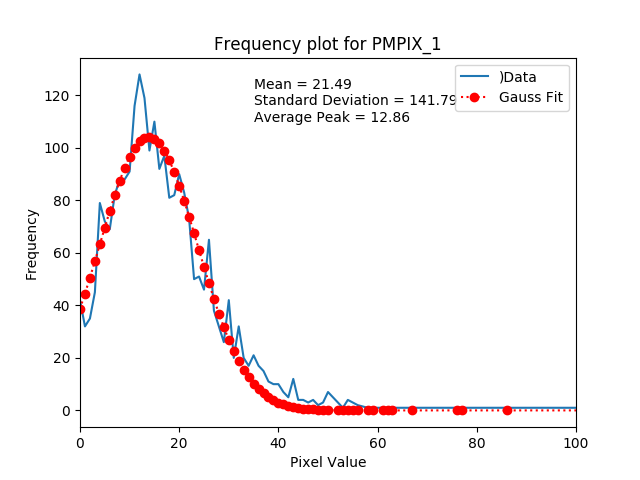 Frequency plot for PMPIX_1
Mean = 21.49
Standard Deviation = 141.79
Average Peak = 12.86
)Data
Gauss Fit
Frequency
120
100
80
60
40
20
0
0 20 40 60 80 100
Pixel Value